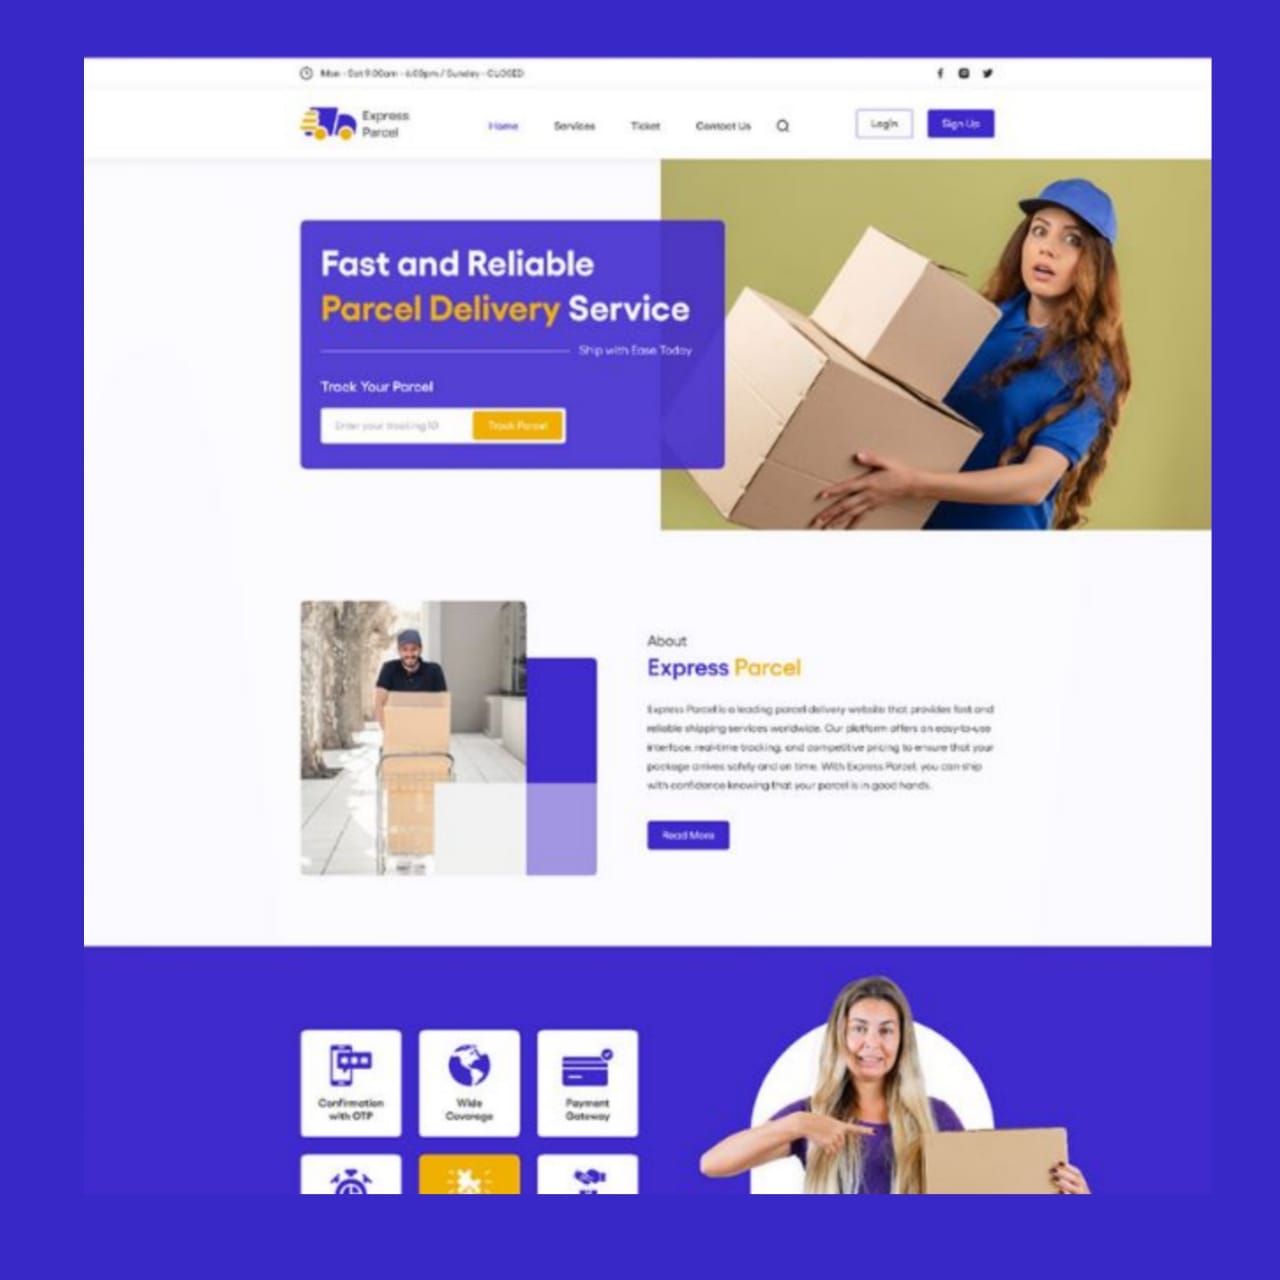 Mon - Sat 9:00am - 6:00pm / Sunday - CLOSED
Express
Parcel
Home
Services
Ticket
Contact Us
Login
Sign Up
Fast and Reliable
Parcel Delivery Service
Ship with Ease Today
Track Your Parcel
Enter your tracking ID
Track Parcel
About
Express Parcel
Express Parcel is a leading parcel delivery website that provides fast and
reliable shipping services worldwide. Our platform offers an easy-to-use
interface, real-time tracking, and competitive pricing to ensure that your
package arrives safely and on time. With Express Parcel, you can ship
with confidence knowing that your parcel is in good hands.
Read More
Confirmation
with OTP
Wide
Coverage
Payment
Gateway